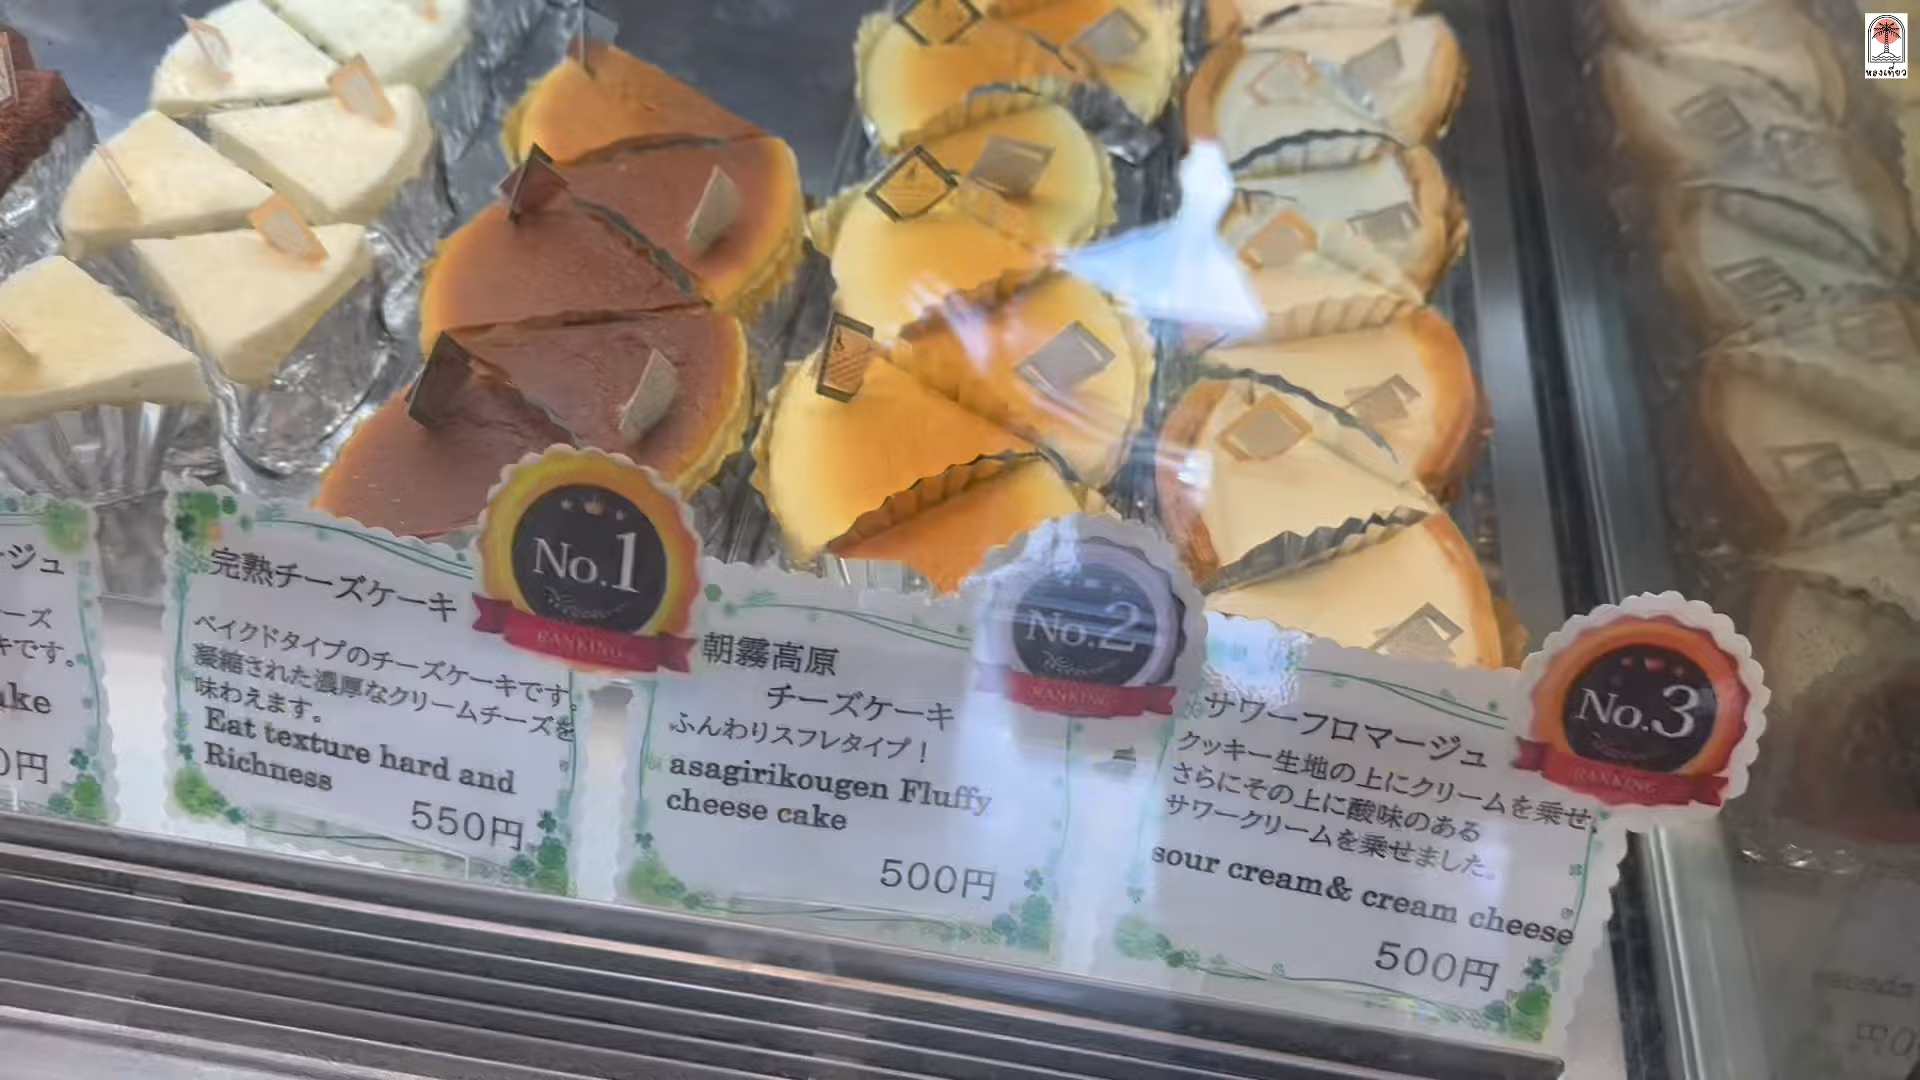 ージュ
ーズ
キです。
ake
0円
完熟チーズケーキ
ベイクドタイプのチーズケーキです。
凝縮された濃厚なクリームチーズを
味わえます。
Eat texture hard and
Richness
550円
No.1
RANKING
朝霧高原
チーズケーキ
ふんわりスフレタイプ！
asagirikougen Fluffy
cheese cake
500円
No.2
RANKING
サワーフロマージュ
クッキー生地の上にクリームを乗せ、
さらにその上に酸味のある
サワークリームを乗せました。
sour cream& cream cheese
500円
No.3
RANKING
หลงเที่ยว